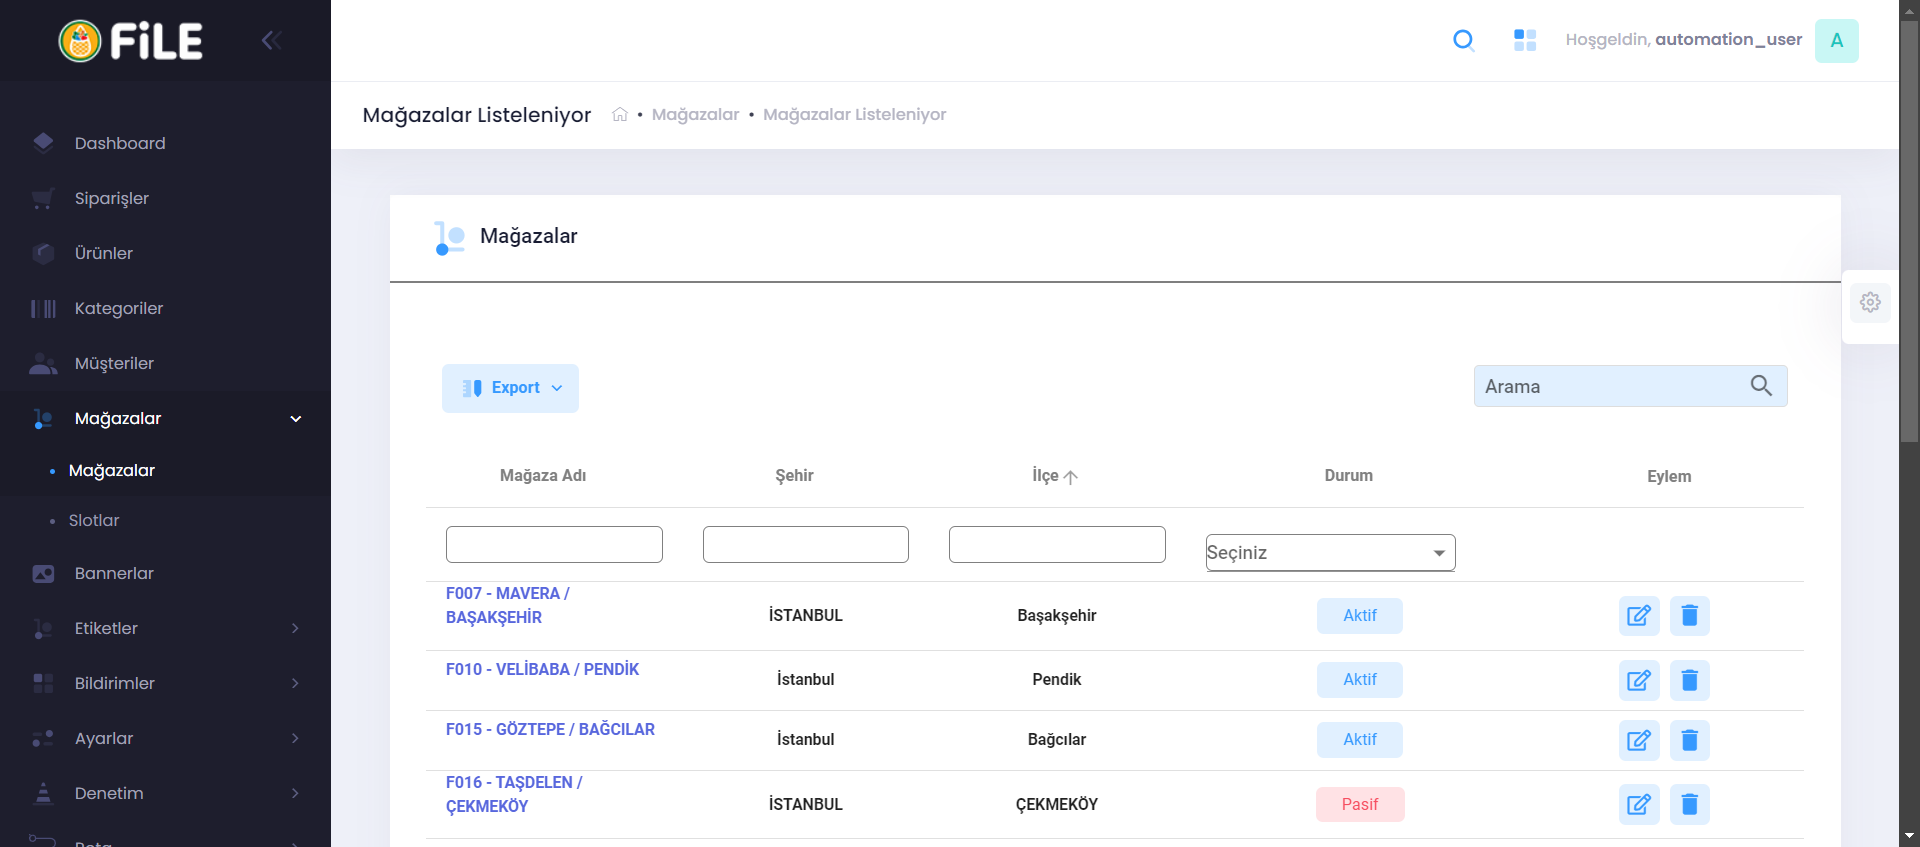 FiLE
Hoşgeldin, automation_user
A
Mağazalar Listeleniyor
Mağazalar • Mağazalar Listeleniyor
Dashboard
Siparişler
Ürünler
Kategoriler
Müşteriler
Mağazalar
Mağazalar
Slotlar
Bannerlar
Etiketler
Bildirimler
Ayarlar
Denetim
Mağazalar
Export
Arama
Mağaza Adı Şehir İlçe Durum Eylem
Seçiniz
F007 - MAVERA /
BAŞAKŞEHİR
İSTANBUL Başakşehir Aktif
F010 - VELİBABA / PENDİK İstanbul Pendik Aktif
F015 - GÖZTEPE / BAĞCILAR İstanbul Bağcılar Aktif
F016 - TAŞDELEN /
ÇEKMEKÖY
İSTANBUL ÇEKMEKÖY Pasif